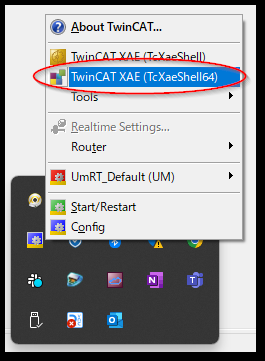 About TwinCAT...
TwinCAT XAE (TcXaeShell)
TwinCAT XAE (TcXaeShell64)
Tools
Realtime Settings...
Router
UmRT_Default (UM)
Start/Restart
Config